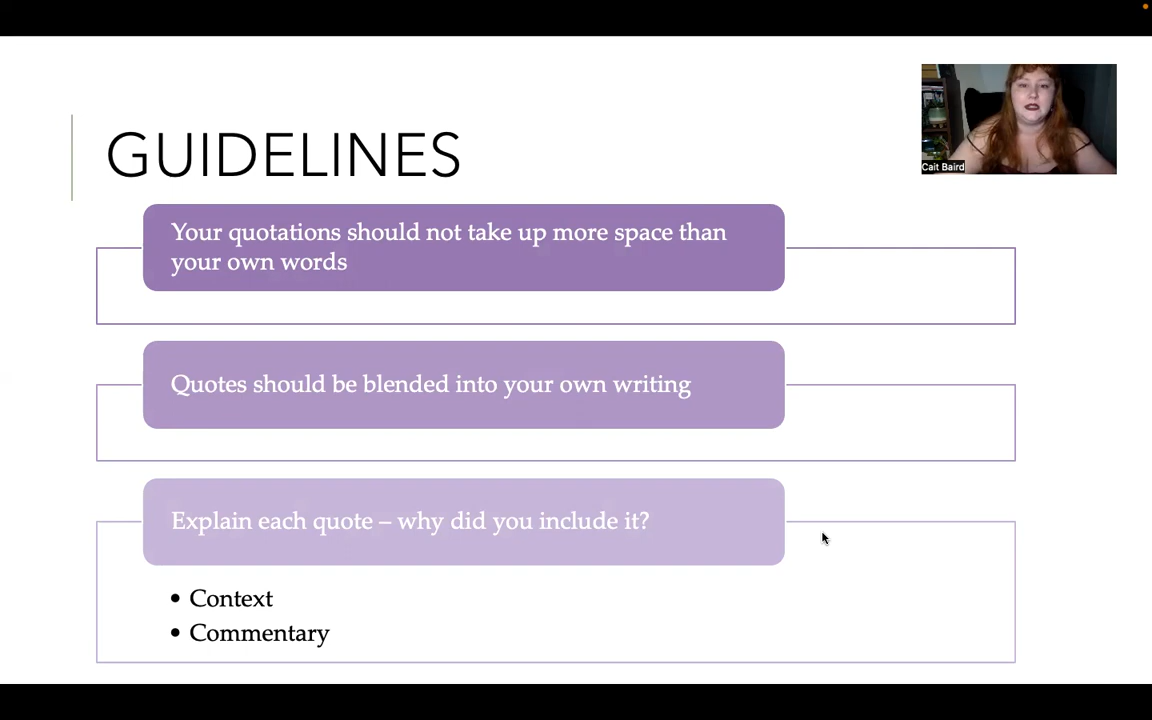 GUIDELINES
Cait Baird
Your quotations should not take up more space than
your own words
Quotes should be blended into your own writing
Explain each quote – why did you include it?
• Context
• Commentary